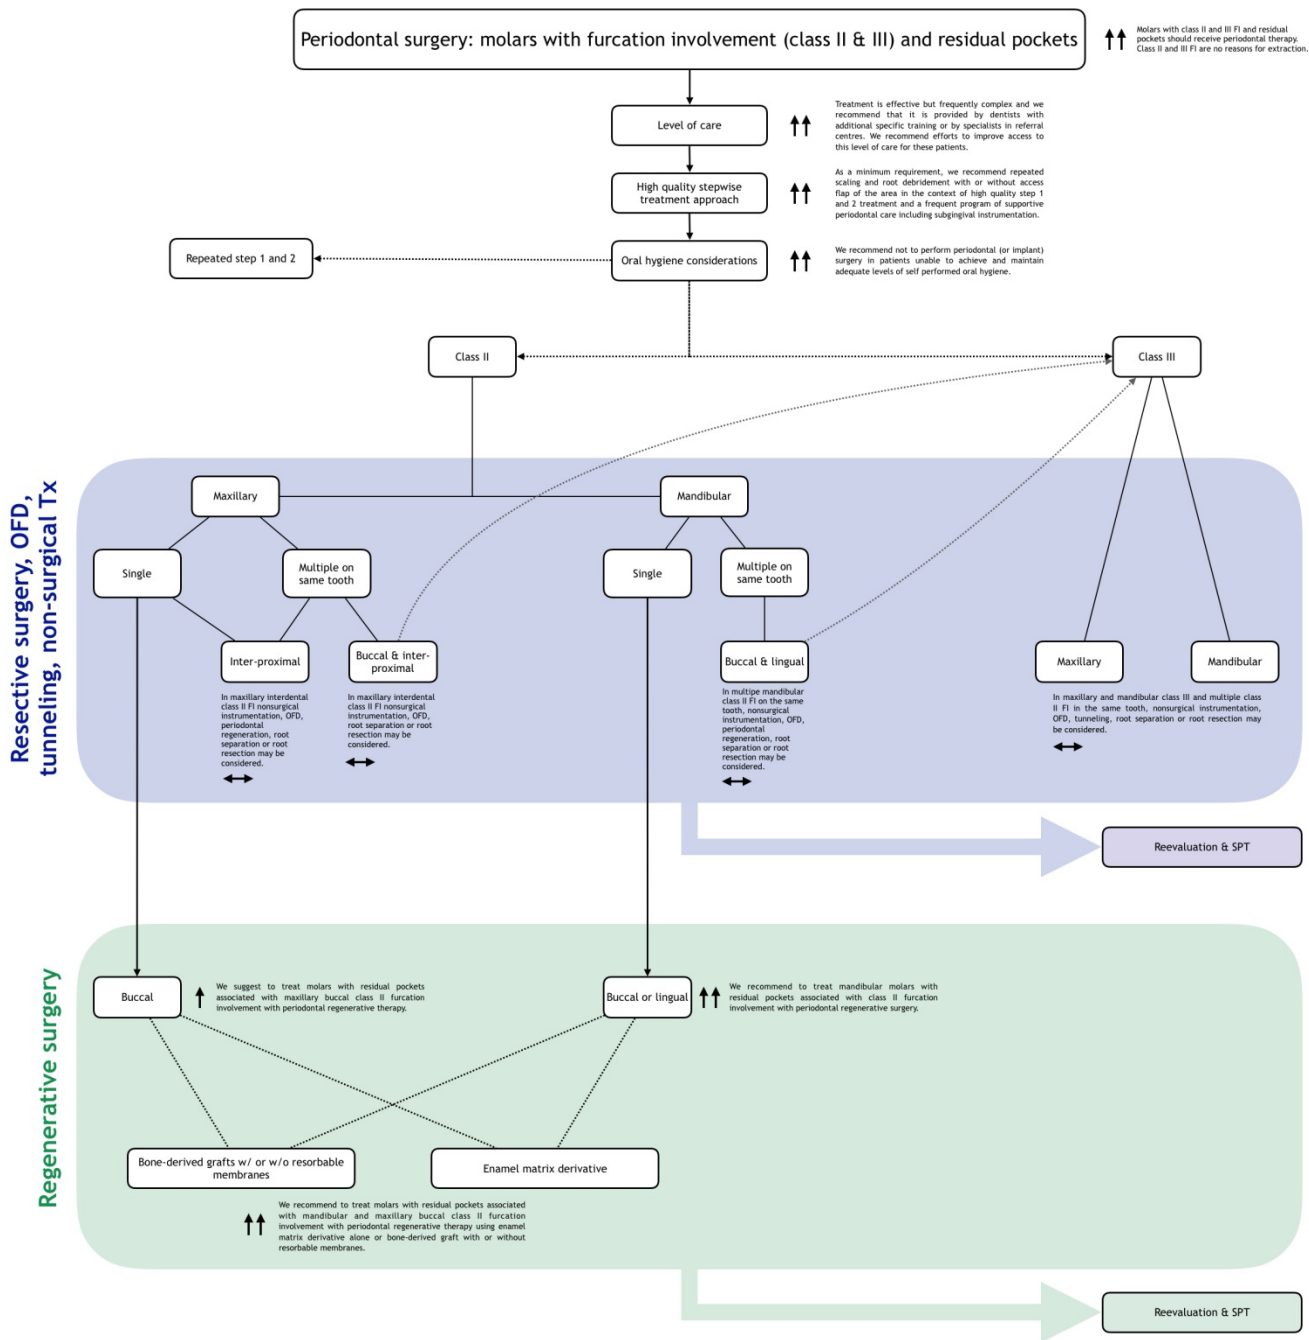 Periodontal surgery: molars with furcation involvement (class II & III) and residual pockets
Molars with class II and III FI and residual
pockets should receive periodontal therapy.
Class II and III FI are no reasons for extraction.
Level of care
Treatment is effective but frequently complex and we
recommend that it is provided by dentists with
additional specific training or by specialists in referral
centres. We recommend efforts to improve access to
this level of care for these patients.
High quality stepwise
treatment approach
As a minimum requirement, we recommend repeated
scaling and root debridement with or without access
flap of the area in the context of high quality step 1
and 2 treatment and a frequent program of supportive
periodontal care including subgingival instrumentation.
Repeated step 1 and 2
Oral hygiene considerations
We recommend not to perform periodontal (or implant)
surgery in patients unable to achieve and maintain
adequate levels of self performed oral hygiene.
Class II
Class III
Resective surgery, OFD,
tunneling, non-surgical Tx
Maxillary
Mandibular
Single
Multiple on
same tooth
Single
Multiple on
same tooth
Inter-proximal
Buccal & inter-
proximal
Buccal & lingual
Maxillary
Mandibular
In maxillary interdental
class II FI nonsurgical
instrumentation, OFD,
periodontal
regeneration, root
separation or root
resection may be
considered.
In maxillary interdental
class II FI nonsurgical
instrumentation, OFD,
root separation or root
resection may be
considered.
In multipe mandibular
class II FI on the same
tooth, nonsurgical
instrumentation, OFD,
periodontal
regeneration, root
separation or root
resection may be
considered.
In maxillary and mandibular class III and multiple class
II FI in the same tooth, nonsurgical instrumentation,
OFD, tunneling, root separation or root resection may
be considered.
Reevaluation & SPT
Regenerative surgery
Buccal
We suggest to treat molars with residual pockets
associated with maxillary buccal class II furcation
involvement with periodontal regenerative therapy.
Buccal or lingual
We recommend to treat mandibular molars with
residual pockets associated with class II furcation
involvement with periodontal regenerative surgery.
Bone-derived grafts w/ or w/o resorbable
membranes
Enamel matrix derivative
We recommend to treat molars with residual pockets associated
with mandibular and maxillary buccal class II furcation
involvement with periodontal regenerative therapy using enamel
matrix derivative alone or bone-derived graft with or without
resorbable membranes.
Reevaluation & SPT